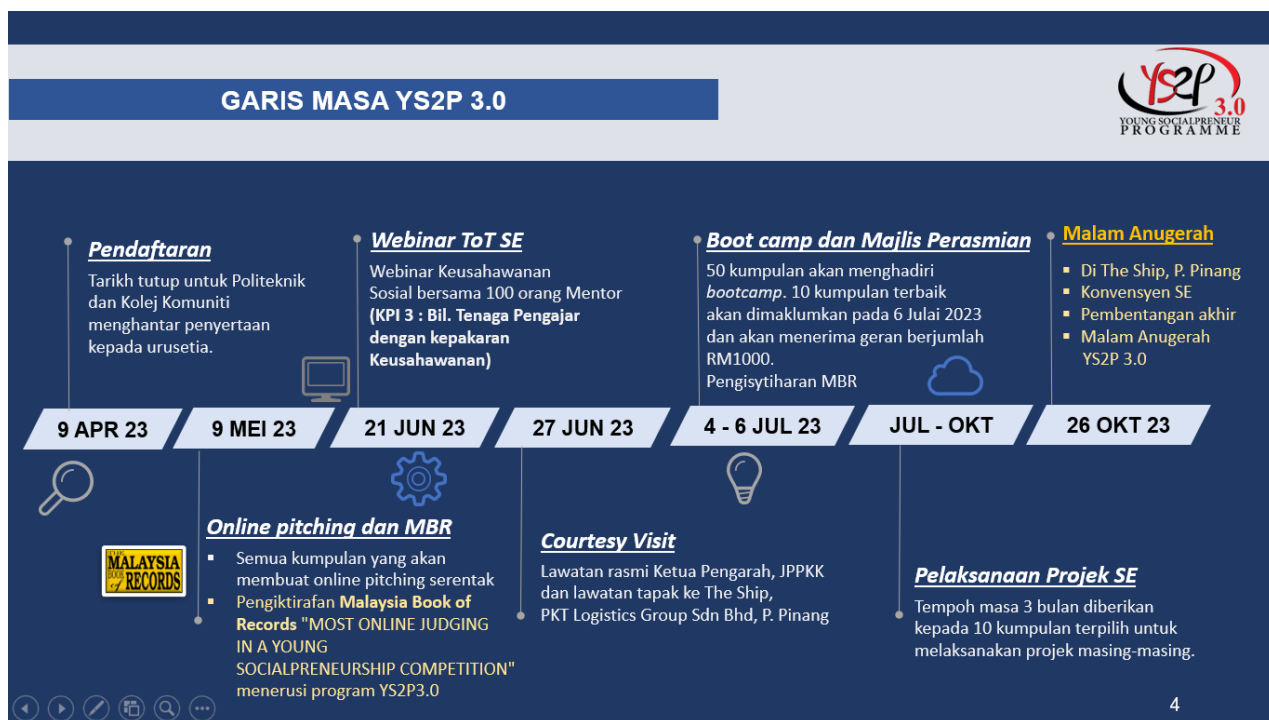 GARIS MASA YS2P 3.0
YS2P
3.0
YOUNG SOCIALPRENEUR
PROGRAMME
Pendaftaran
Tarikh tutup untuk Politeknik
dan Kolej Komuniti
menghantar penyertaan
kepada urusetia.
Webinar ToT SE
Webinar Keusahawanan
Sosial bersama 100 orang Mentor
(KPI 3 : Bil. Tenaga Pengajar
dengan kepakaran
Keusahawanan)
Boot camp dan Majlis Perasmian
50 kumpulan akan menghadiri
bootcamp. 10 kumpulan terbaik
akan dimaklumkan pada 6 Julai 2023
dan akan menerima geran berjumlah
RM1000.
Pengisytiharan MBR
Malam Anugerah
▪ Di The Ship, P. Pinang
▪ Konvensyen SE
▪ Pembentangan akhir
▪ Malam Anugerah
YS2P 3.0
9 APR 23
9 MEI 23
21 JUN 23
27 JUN 23
4 - 6 JUL 23
JUL - OKT
26 OKT 23
MALAYSIA
BOOK
of RECORDS
Online pitching dan MBR
▪ Semua kumpulan yang akan
membuat online pitching serentak
▪ Pengiktirafan Malaysia Book of
Records "MOST ONLINE JUDGING
IN A YOUNG
SOCIALPRENEURSHIP COMPETITION"
menerusi program YS2P3.0
Courtesy Visit
Lawatan rasmi Ketua Pengarah, JPPKK
dan lawatan tapak ke The Ship,
PKT Logistics Group Sdn Bhd, P. Pinang
Pelaksanaan Projek SE
Tempoh masa 3 bulan diberikan
kepada 10 kumpulan terpilih untuk
melaksanakan projek masing-masing.
4